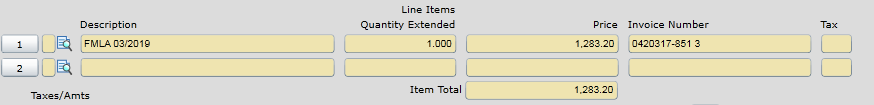 Line Items
Description Quantity Extended Price Invoice Number Tax
1 FMLA 03/2019 1.000 1,283.20 0420317-851 3
2
Item Total 1,283.20
Taxes/Amts